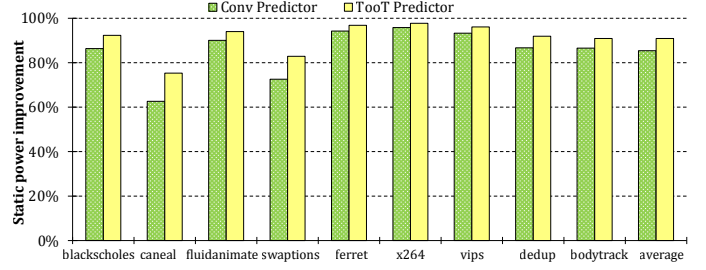 Conv Predictor TooT Predictor
Static power improvement
100%
80%
60%
40%
20%
0%
blackscholes caneal fluidanimate swaptions ferret x264 vips dedup bodytrack average